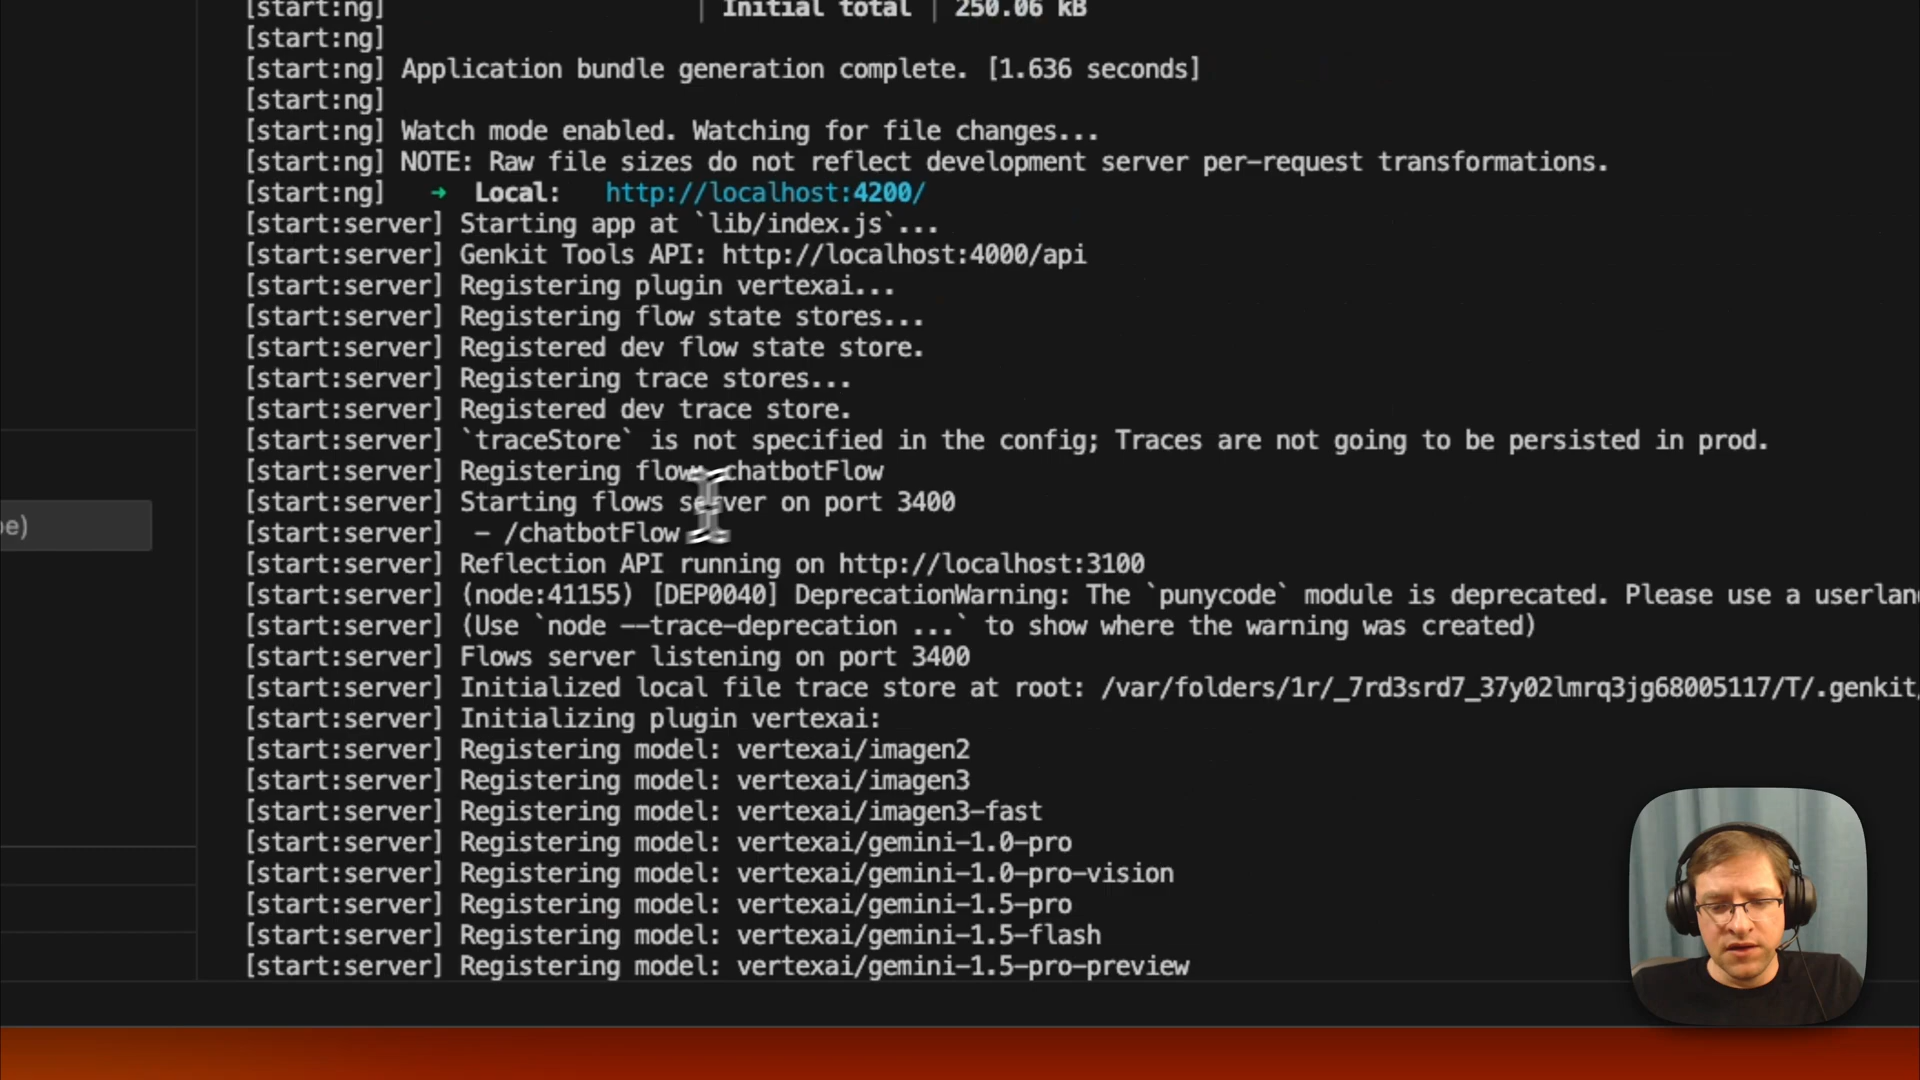 [start:ng] | Initial total | 250.06 kB
[start:ng]
[start:ng] Application bundle generation complete. [1.636 seconds]
[start:ng]
[start:ng] Watch mode enabled. Watching for file changes...
[start:ng] NOTE: Raw file sizes do not reflect development server per-request transformations.
[start:ng] ➜ Local: http://localhost:4200/
[start:server] Starting app at `lib/index.js`...
[start:server] Genkit Tools API: http://localhost:4000/api
[start:server] Registering plugin vertexai...
[start:server] Registering flow state stores...
[start:server] Registered dev flow state store.
[start:server] Registering trace stores...
[start:server] Registered dev trace store.
[start:server] `traceStore` is not specified in the config; Traces are not going to be persisted in prod.
[start:server] Registering flow: chatbotFlow
[start:server] Starting flows server on port 3400
[start:server] - /chatbotFlow
[start:server] Reflection API running on http://localhost:3100
pe)
[start:server] (node:41155) [DEP0040] DeprecationWarning: The `punycode` module is deprecated. Please use a userlan
[start:server] (Use `node --trace-deprecation ...` to show where the warning was created)
[start:server] Flows server listening on port 3400
[start:server] Initialized local file trace store at root: /var/folders/1r/_7rd3srd7_37y02lmrq3jg68005117/T/.genkit/
[start:server] Initializing plugin vertexai:
[start:server] Registering model: vertexai/imagen2
[start:server] Registering model: vertexai/imagen3
[start:server] Registering model: vertexai/imagen3-fast
[start:server] Registering model: vertexai/gemini-1.0-pro
[start:server] Registering model: vertexai/gemini-1.0-pro-vision
[start:server] Registering model: vertexai/gemini-1.5-pro
[start:server] Registering model: vertexai/gemini-1.5-flash
[start:server] Registering model: vertexai/gemini-1.5-pro-preview